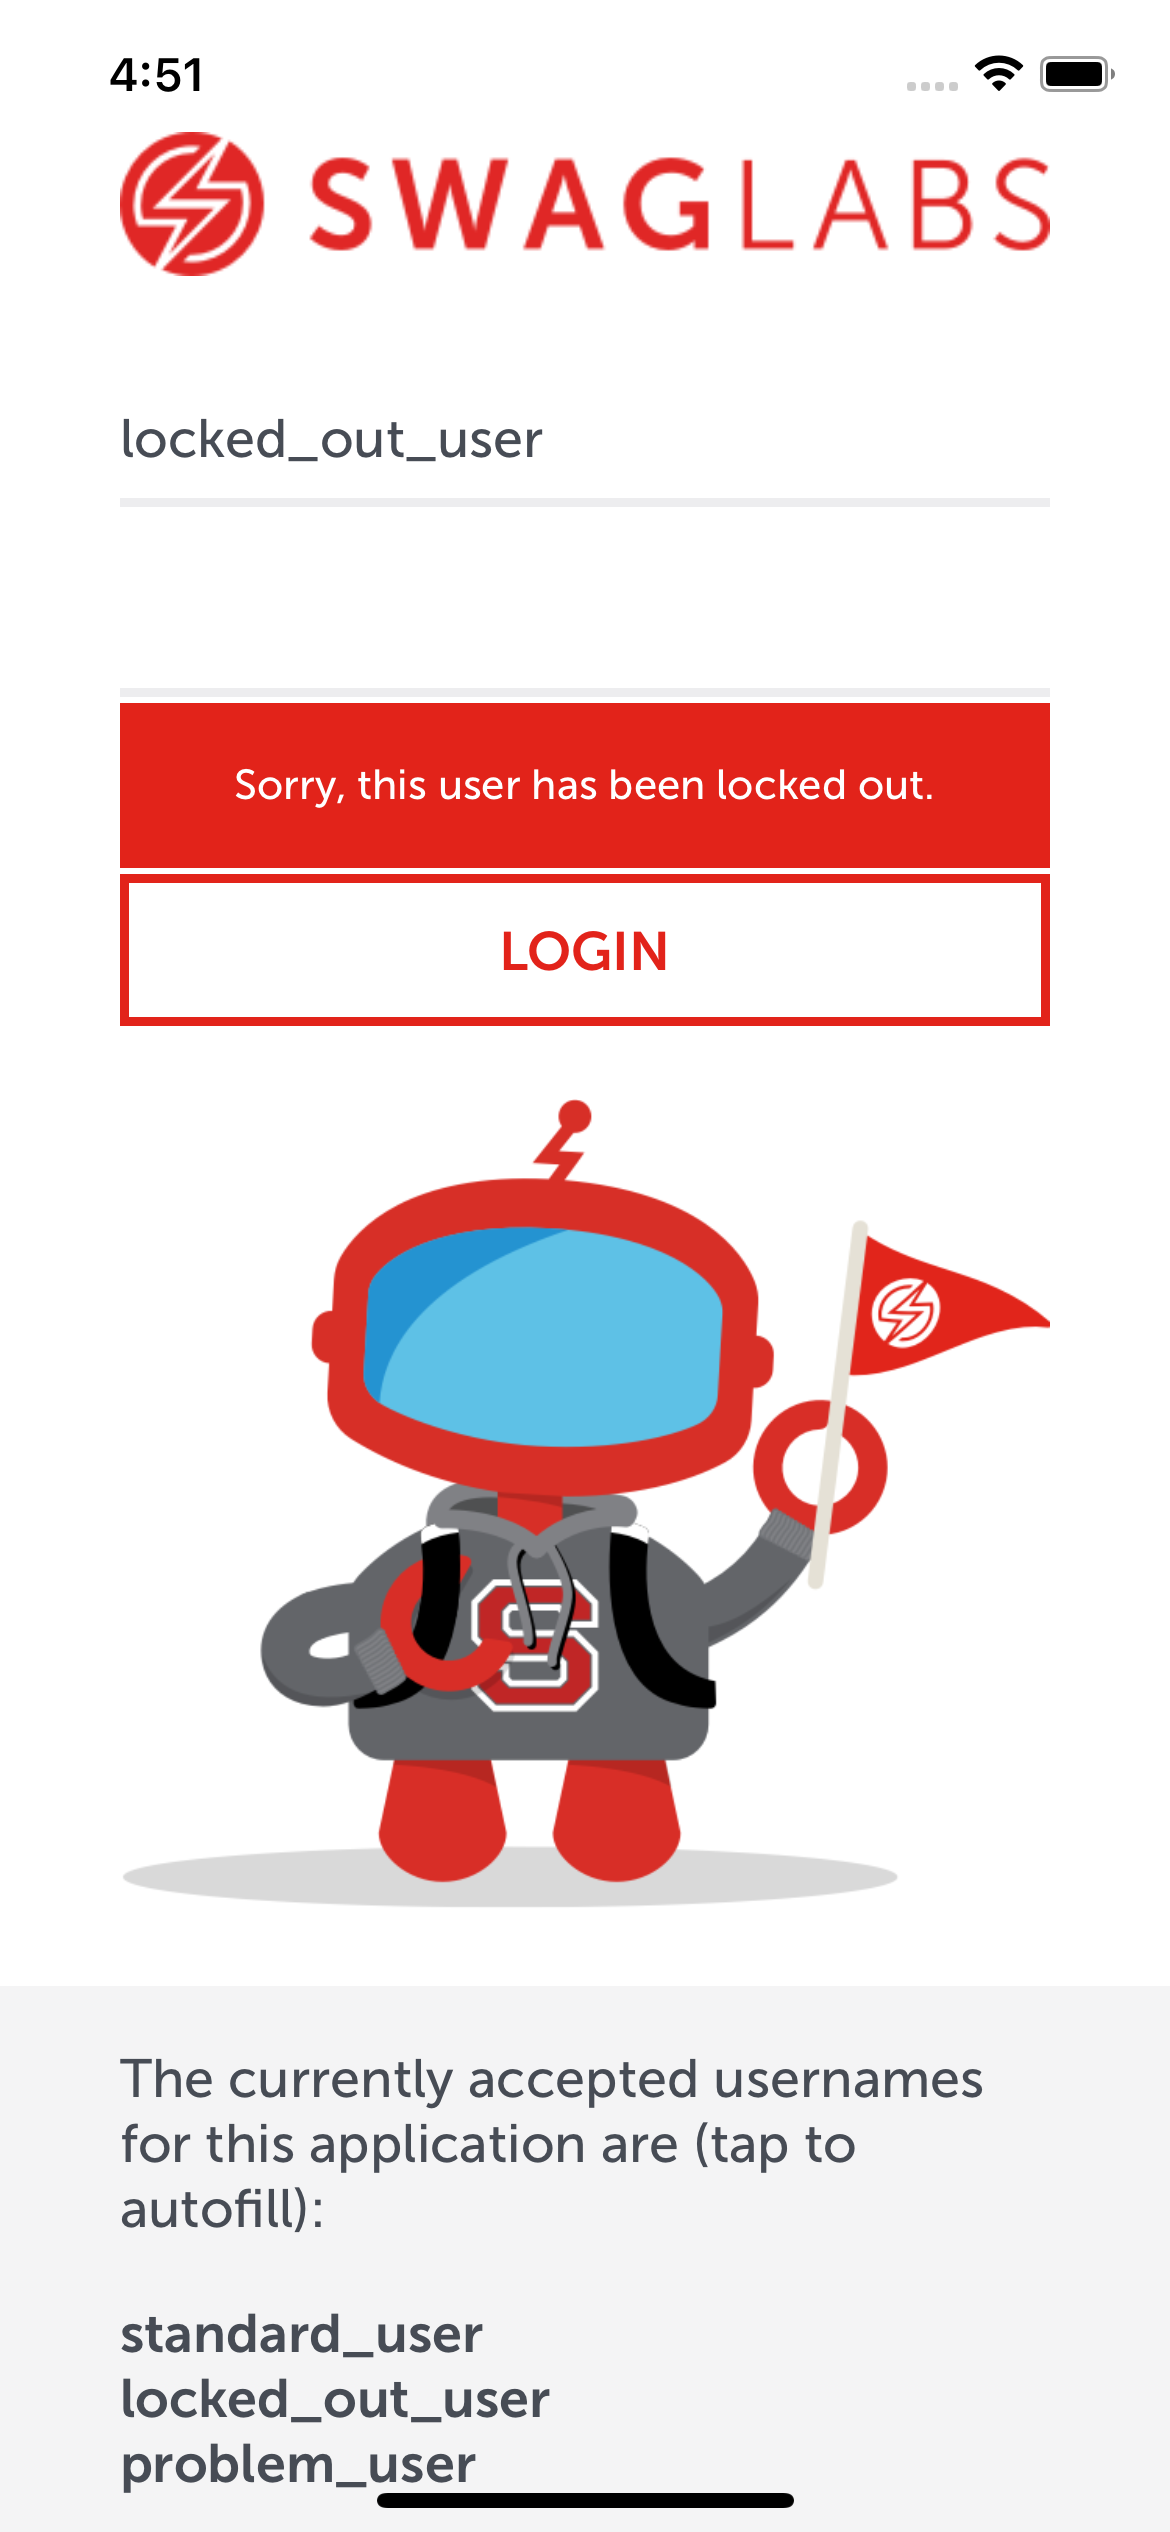 4:51
SWAGLABS
locked_out_user
Sorry, this user has been locked out.
LOGIN
S
The currently accepted usernames
for this application are (tap to
autofill):
standard_user
locked_out_user
problem_user